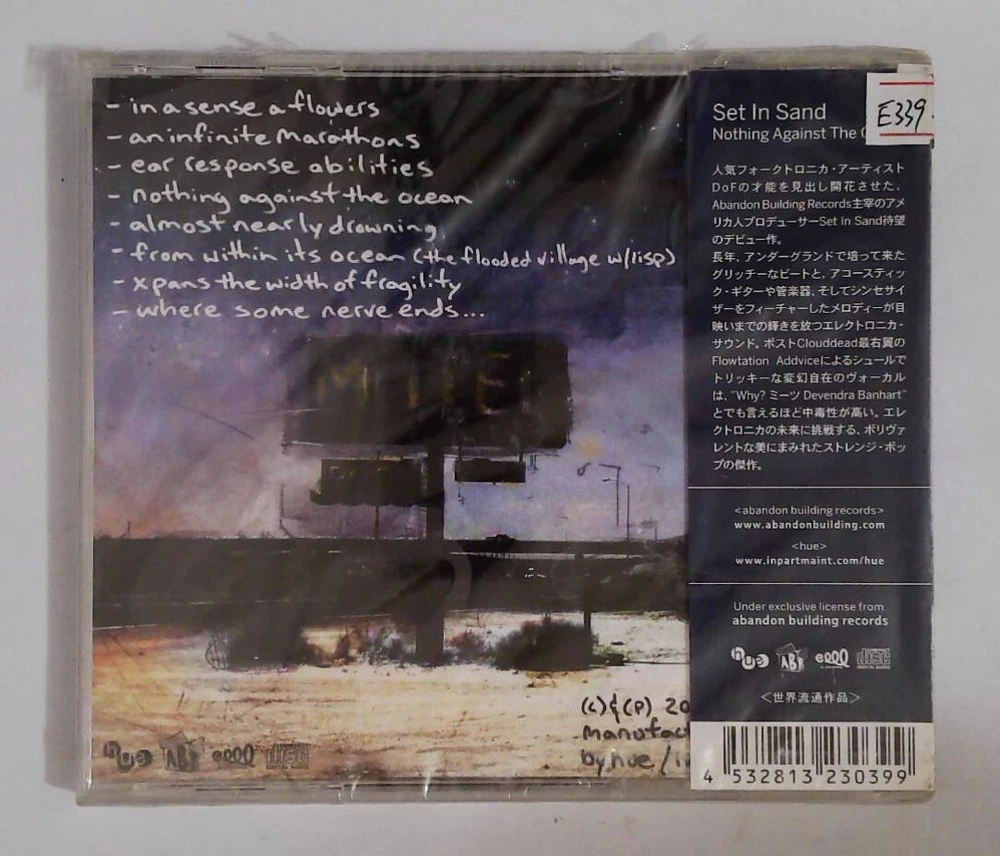 - in a sense a flowers
- an infinite marathons
- ear response abilities
- nothing against the ocean
- almost nearly drowning
- from within its ocean (the flooded village w/lisp)
- xpans the width of fragility
- where some nerve ends...
MOTEL
(c)&(p) 20
manufac
by hue/in
hue
ABR
DIGITAL AUDIO
E339
Set In Sand
Nothing Against The
人気フォークトロニカ・アーティスト
DoFの才能を見出し開花させた、
Abandon Building Records主宰のアメ
リカ人プロデューサーSet In Sand待望
のデビュー作。
長年、アンダーグランドで培って来た
グリッチーなビートと、アコースティッ
ク・ギターや管楽器、そしてシンセサイ
ザーをフィーチャーしたメロディーが目
映いまでの輝きを放つエレクトロニカ・
サウンド。ポストClouddead最右翼の
Flowtation Addviceによるシュールで
トリッキーな変幻自在のヴォーカル
は、"Why? ミーツ Devendra Banhart"
とでも言えるほど中毒性が高い。エレ
クトロニカの未来に挑戦する、ポリヴァ
レントな美にまみれたストレンジ・ポッ
プの傑作。
<abandon building records>
www.abandonbuilding.com
<hue>
www.inpartmaint.com/hue
Under exclusive license from
abandon building records
hue
ABR
disc
DIGITAL AUDIO
<世界流通作品>
4 532813 230399